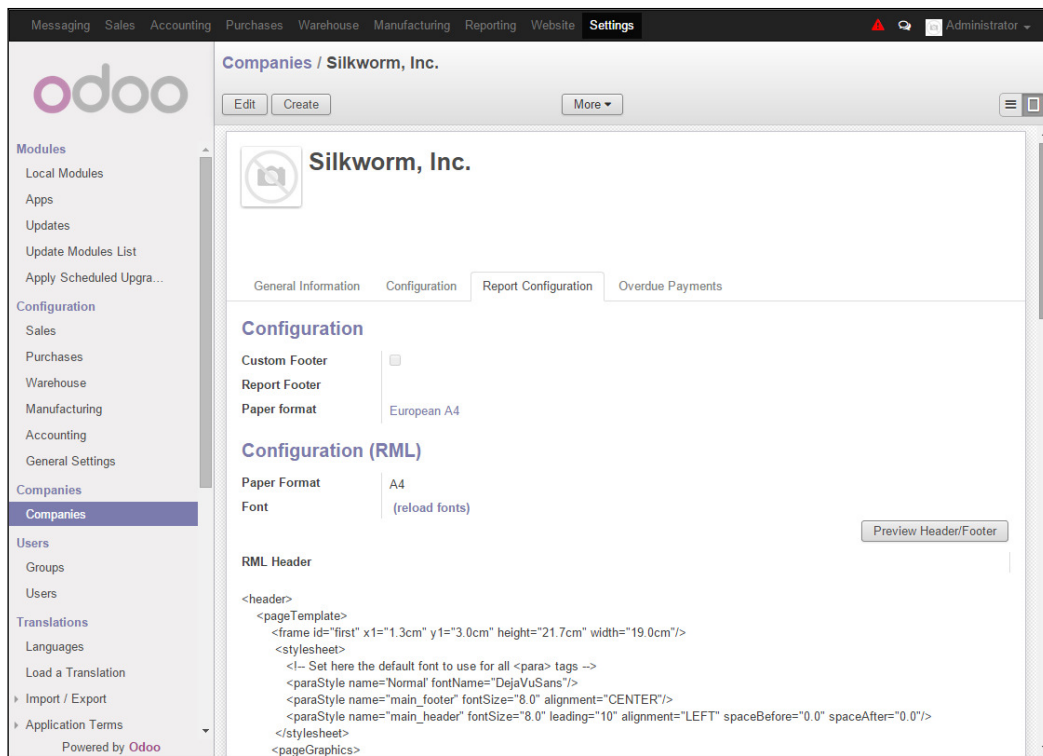 Messaging Sales Accounting Purchases Warehouse Manufacturing Reporting Website Settings Administrator
odoo
Modules
Local Modules
Apps
Updates
Update Modules List
Apply Scheduled Upgra...
Configuration
Sales
Purchases
Warehouse
Manufacturing
Accounting
General Settings
Companies
Companies
Users
Groups
Users
Translations
Languages
Load a Translation
Import / Export
Application Terms
Powered by Odoo
Companies / Silkworm, Inc.
Edit Create More
Silkworm, Inc.
General Information Configuration Report Configuration Overdue Payments
Configuration
Custom Footer
Report Footer
Paper format European A4
Configuration (RML)
Paper Format A4
Font (reload fonts)
Preview Header/Footer
RML Header
<header>
<pageTemplate>
<frame id="first" x1="1.3cm" y1="3.0cm" height="21.7cm" width="19.0cm"/>
<stylesheet>
<!-- Set here the default font to use for all <para> tags -->
<paraStyle name='Normal' fontName="DejaVuSans"/>
<paraStyle name="main_footer" fontSize="8.0" alignment="CENTER"/>
<paraStyle name="main_header" fontSize="8.0" leading="10" alignment="LEFT" spaceBefore="0.0" spaceAfter="0.0"/>
</stylesheet>
<pageGraphics>